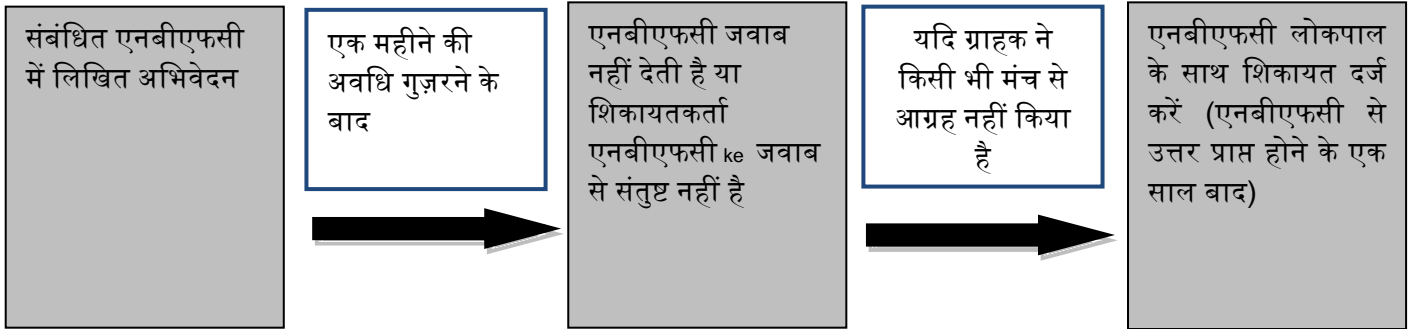 संबंधित एनबीएफसी
में लिखित अभिवेदन
एक महीने की
अवधि गुज़रने के
बाद
एनबीएफसी जवाब
नहीं देती है या
शिकायतकर्ता
एनबीएफसी ke जवाब
से संतुष्ट नहीं है
यदि ग्राहक ने
किसी भी मंच से
आग्रह नहीं किया
है
एनबीएफसी लोकपाल
के साथ शिकायत दर्ज
करें (एनबीएफसी से
उत्तर प्राप्त होने के एक
साल बाद)